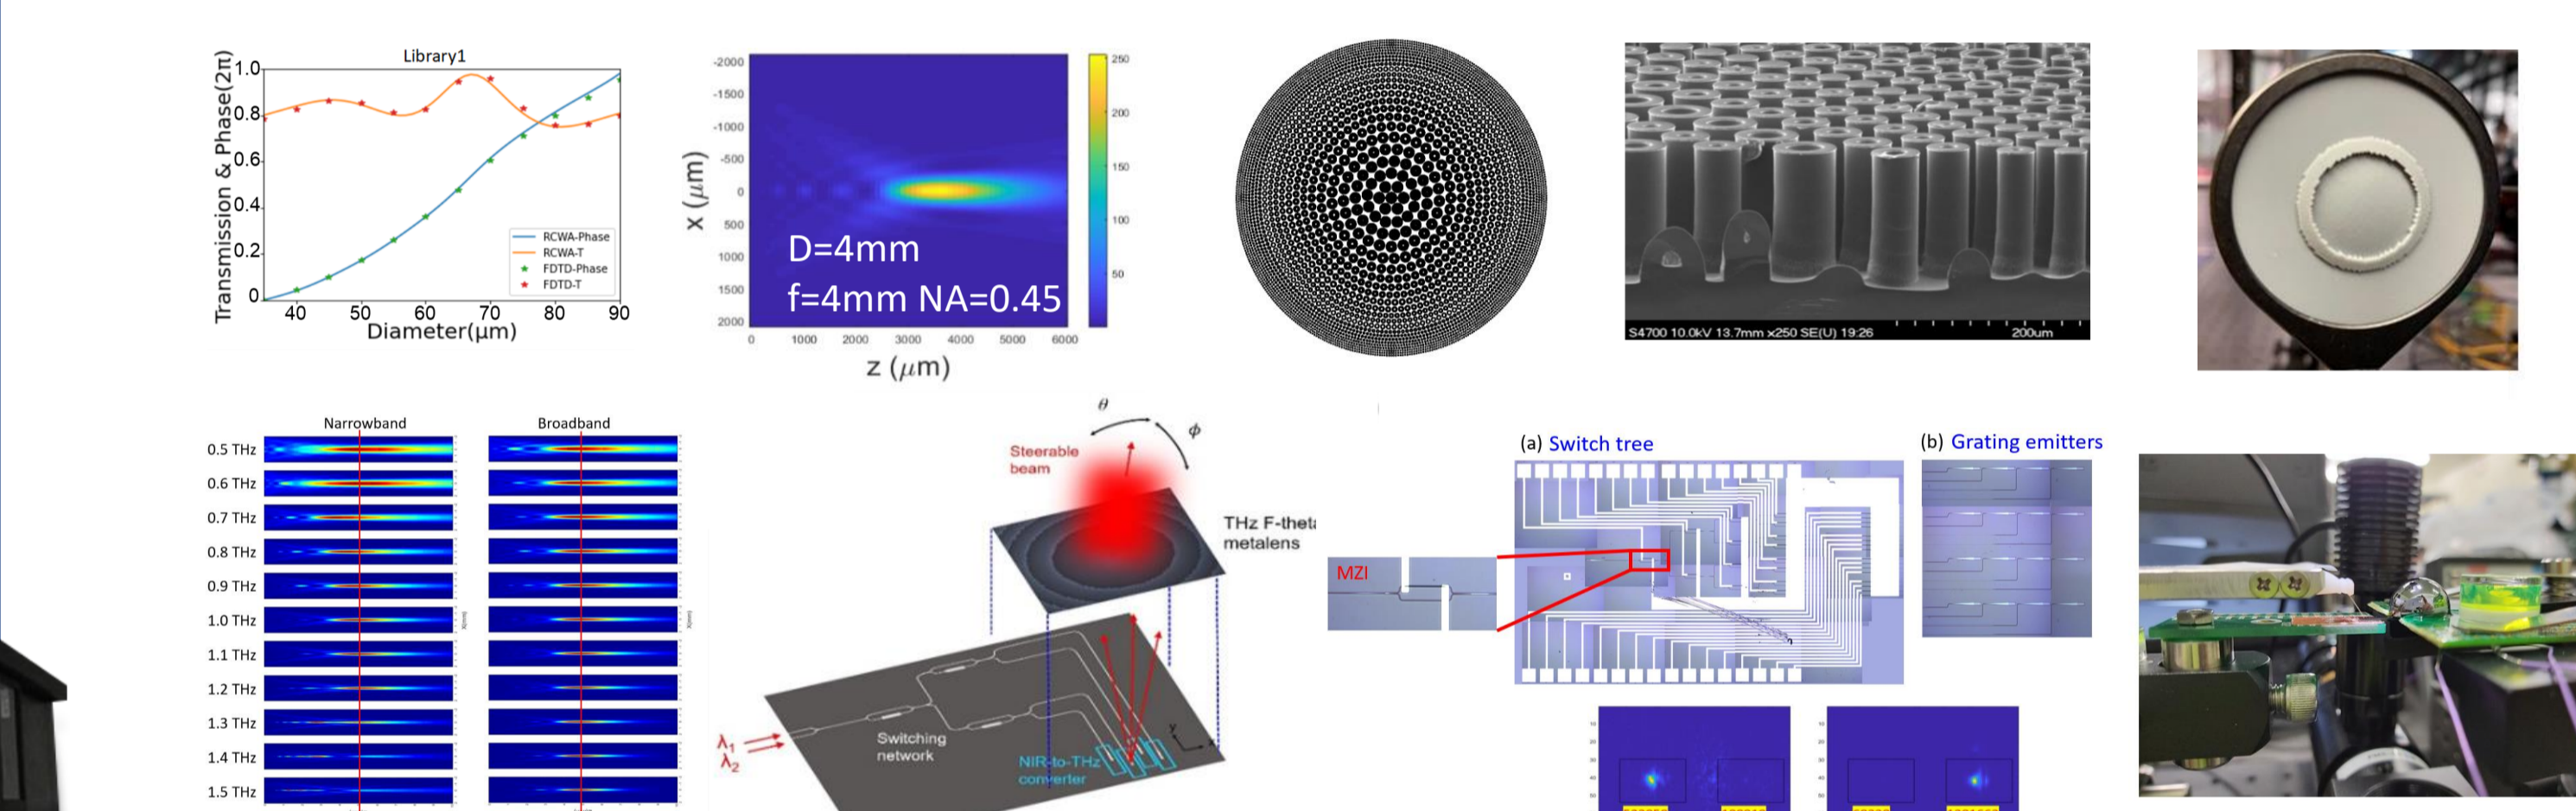 Library1
Transmission & Phase(2π)
1.0
0.8
0.6
0.4
0.2
0
40 50 60 70 80 90
Diameter(μm)
RCWA-Phase
RCWA-T
FDTD-Phase
FDTD-T
x (μm)
-2000
-1500
-1000
-500
0
500
1000
1500
2000
0 1000 2000 3000 4000 5000 6000
z (μm)
250
200
150
100
50
D=4mm
f=4mm NA=0.45
S4700 10.0kV 13.7mm x250 SE(U) 19:26 200um
Narrowband Broadband
0.5 THz
0.6 THz
0.7 THz
0.8 THz
0.9 THz
1.0 THz
1.1 THz
1.2 THz
1.3 THz
1.4 THz
1.5 THz
θ
ϕ
Steerable
beam
THz F-theta
metalens
λ1
λ2
Switching
network
NIR-to-THz
converter
y
x
(a) Switch tree
MZI
(b) Grating emitters